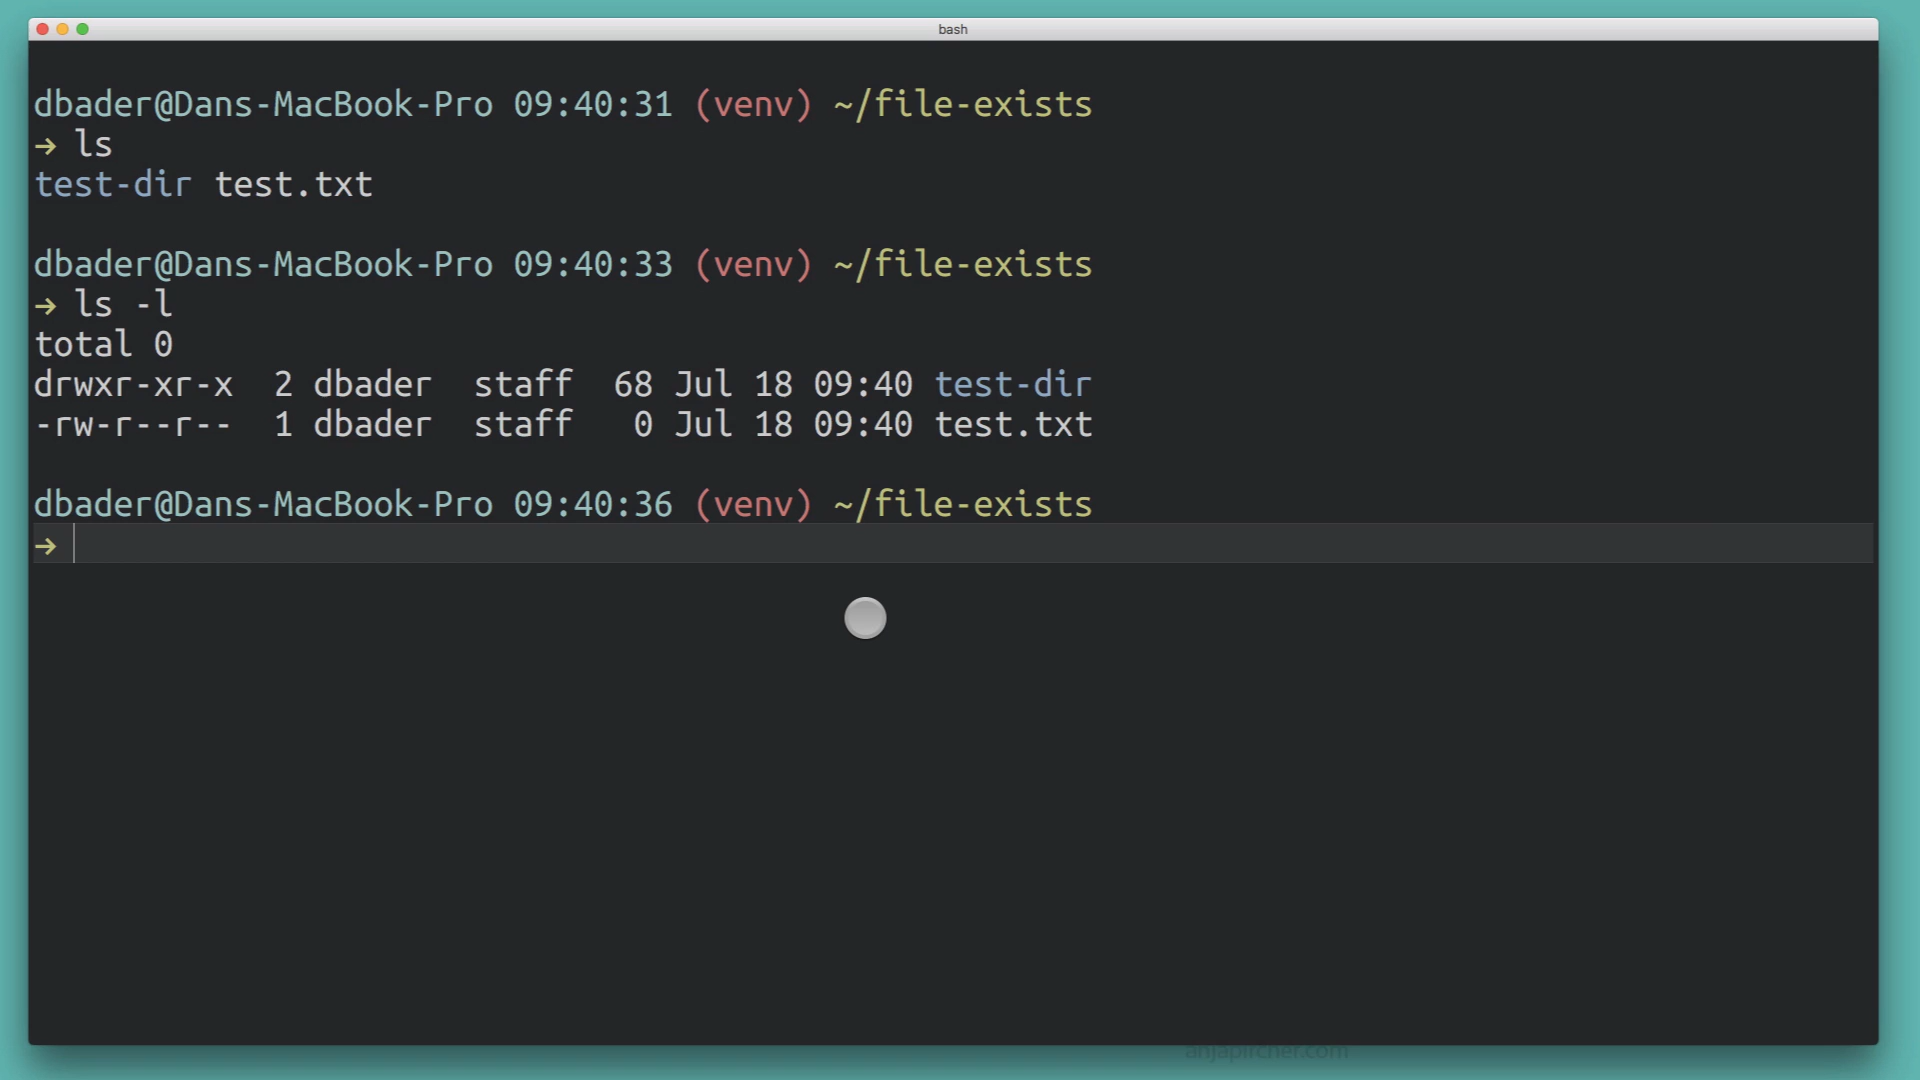 bash
dbader@Dans-MacBook-Pro 09:40:31 (venv) ~/file-exists
→ ls
test-dir test.txt
dbader@Dans-MacBook-Pro 09:40:33 (venv) ~/file-exists
→ ls -l
total 0
drwxr-xr-x  2 dbader  staff  68 Jul 18 09:40 test-dir
-rw-r--r--  1 dbader  staff   0 Jul 18 09:40 test.txt
dbader@Dans-MacBook-Pro 09:40:36 (venv) ~/file-exists
→
anjapircher.com